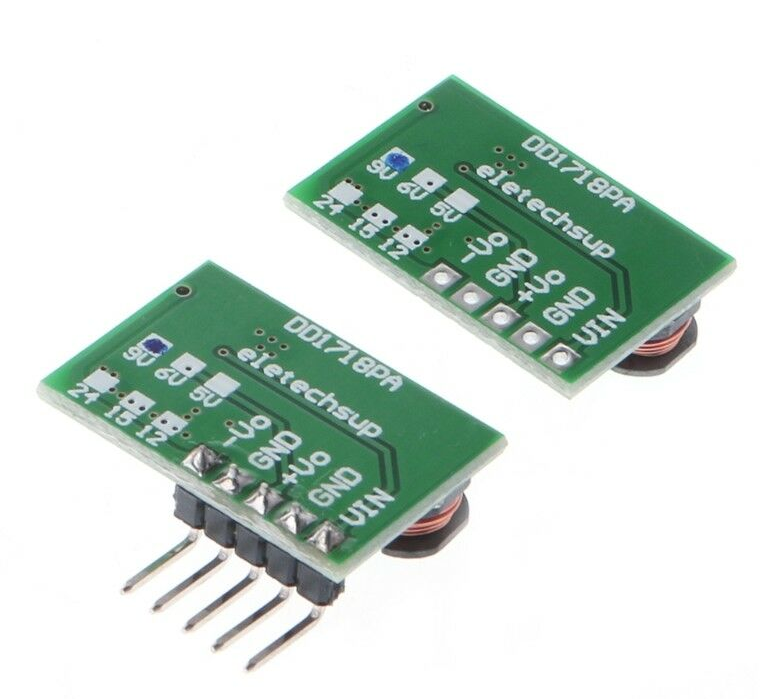 DD1718PA
eletechsup
9V 6V 5V
24 15 12
-Vo
GND
+Vo
GND
VIN
DD1718PA
eletechsup
9V 6V 5V
24 15 12
-Vo
GND
+Vo
GND
VIN